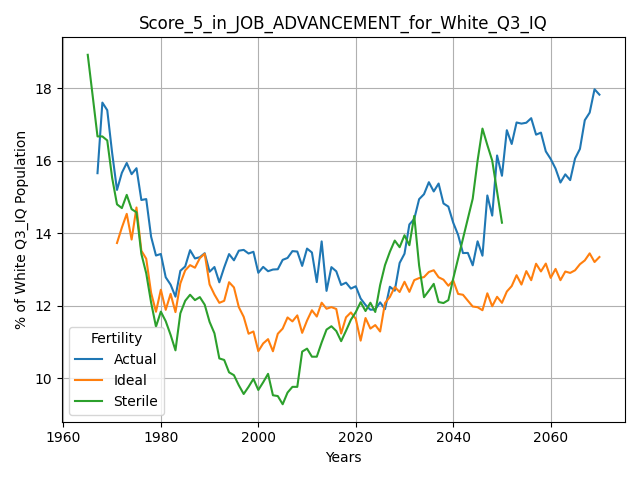 Score_5_in_JOB_ADVANCEMENT_for_White_Q3_IQ
% of White Q3_IQ Population
18
16
14
12
10
Fertility
Actual
Ideal
Sterile
1960
1980
2000
2020
2040
2060
Years